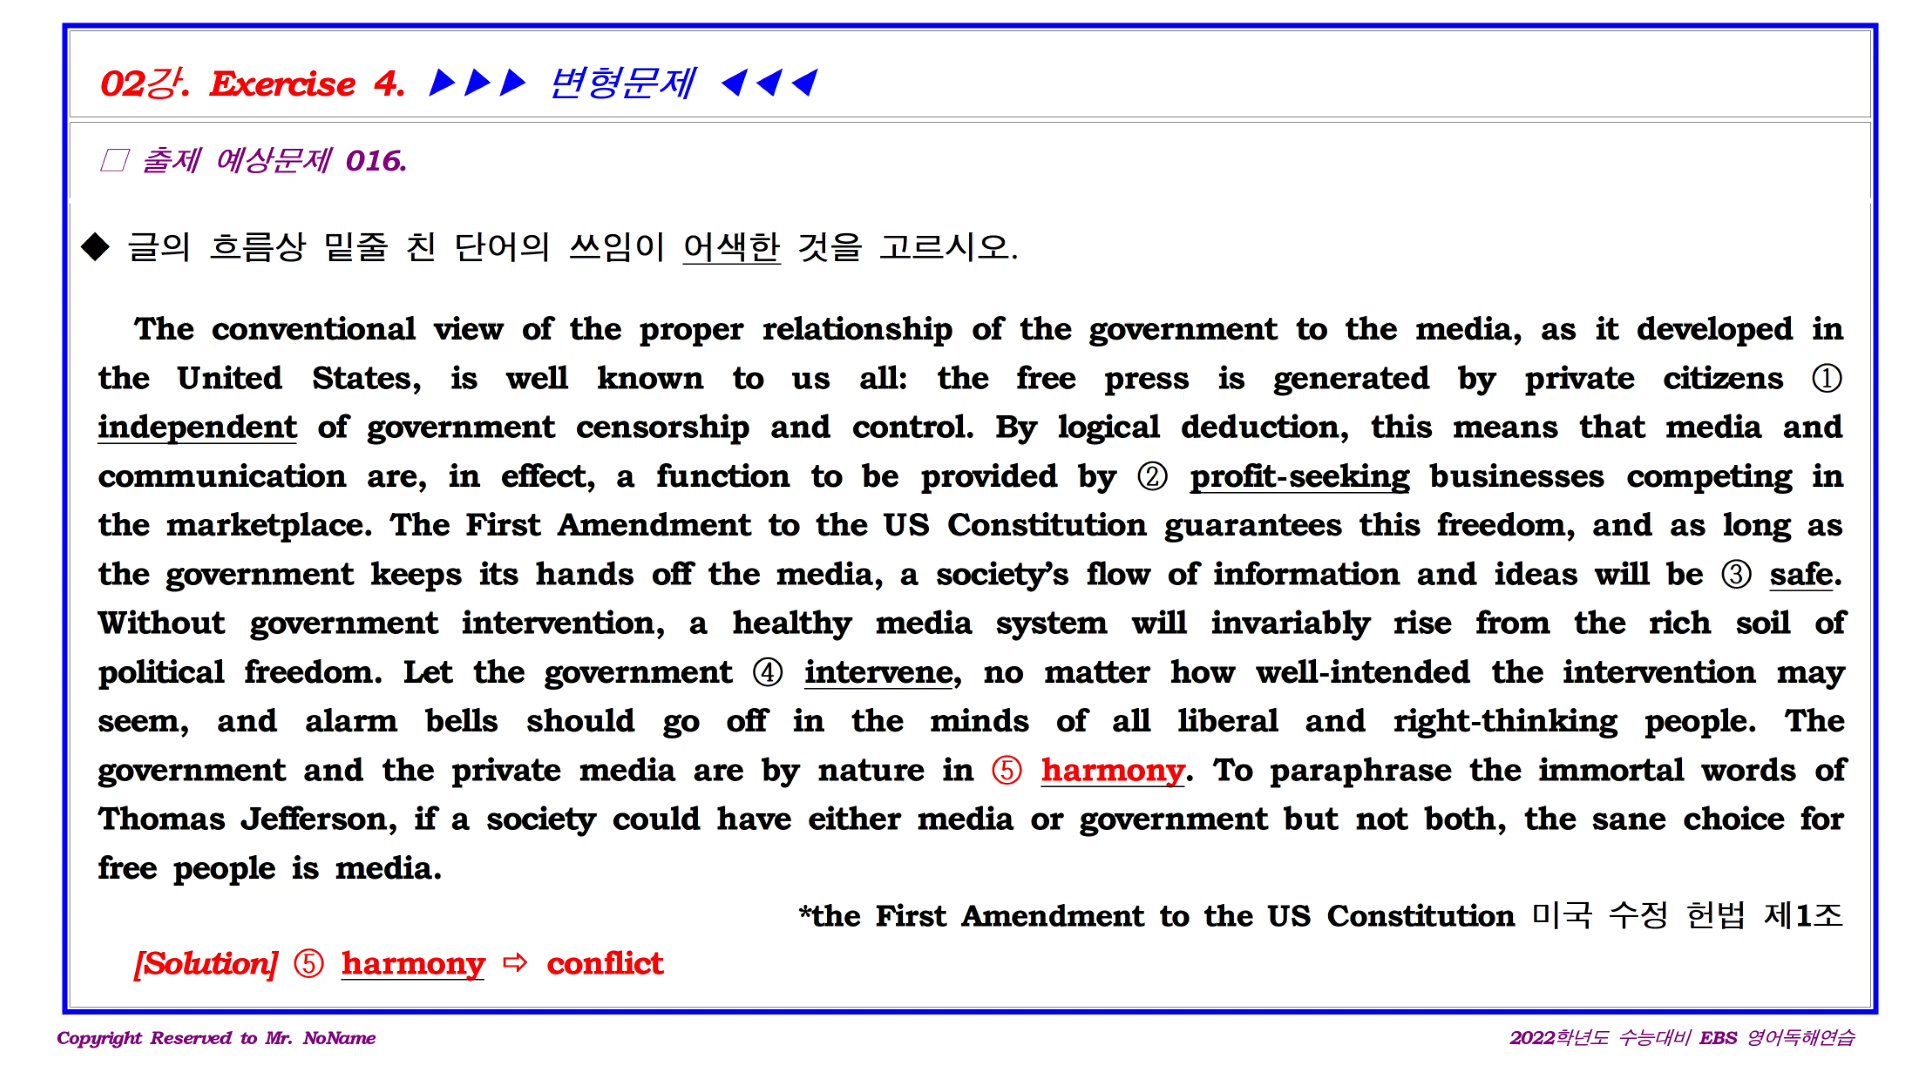 02강. Exercise 4. ▶▶▶ 변형문제 ◀◀◀
□ 출제 예상문제 016.
◆ 글의 흐름상 밑줄 친 단어의 쓰임이 어색한 것을 고르시오.
The conventional view of the proper relationship of the government to the media, as it developed in
the United States, is well known to us all: the free press is generated by private citizens ①
independent of government censorship and control. By logical deduction, this means that media and
communication are, in effect, a function to be provided by ② profit-seeking businesses competing in
the marketplace. The First Amendment to the US Constitution guarantees this freedom, and as long as
the government keeps its hands off the media, a society's flow of information and ideas will be ③ safe.
Without government intervention, a healthy media system will invariably rise from the rich soil of
political freedom. Let the government ④ intervene, no matter how well-intended the intervention may
seem, and alarm bells should go off in the minds of all liberal and right-thinking people. The
government and the private media are by nature in ⑤ harmony. To paraphrase the immortal words of
Thomas Jefferson, if a society could have either media or government but not both, the sane choice for
free people is media.
*the First Amendment to the US Constitution 미국 수정 헌법 제1조
[Solution] ⑤ harmony ⇨ conflict
Copyright Reserved to Mr. NoName
2022학년도 수능대비 EBS 영어독해연습